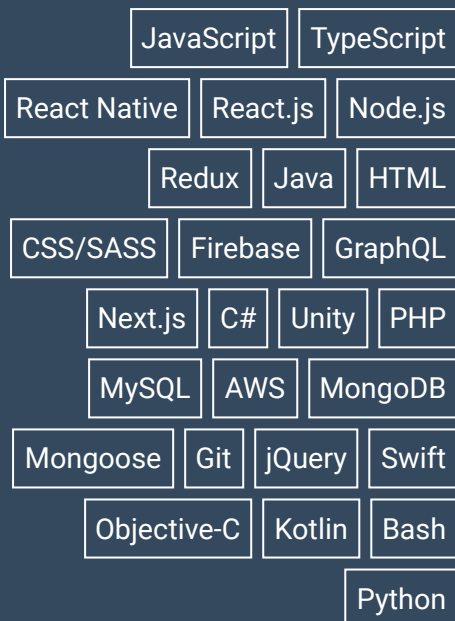 JavaScript TypeScript
React Native React.js Node.js
Redux Java HTML
CSS/SASS Firebase GraphQL
Next.js C# Unity PHP
MySQL AWS MongoDB
Mongoose Git jQuery Swift
Objective-C Kotlin Bash
Python